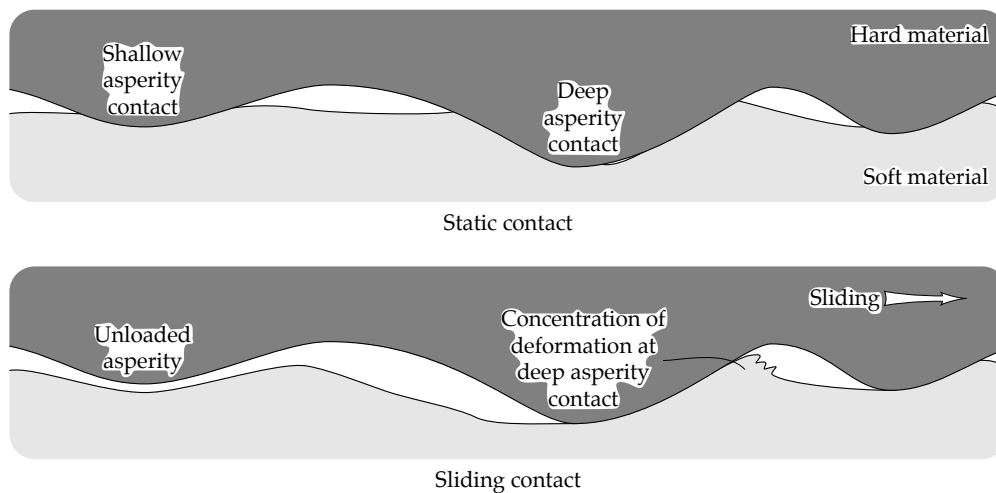 Hard material
Shallow
asperity
contact
Deep
asperity
contact
Soft material
Static contact
Sliding
Concentration of
deformation at
deep asperity
contact
Unloaded
asperity
Sliding contact